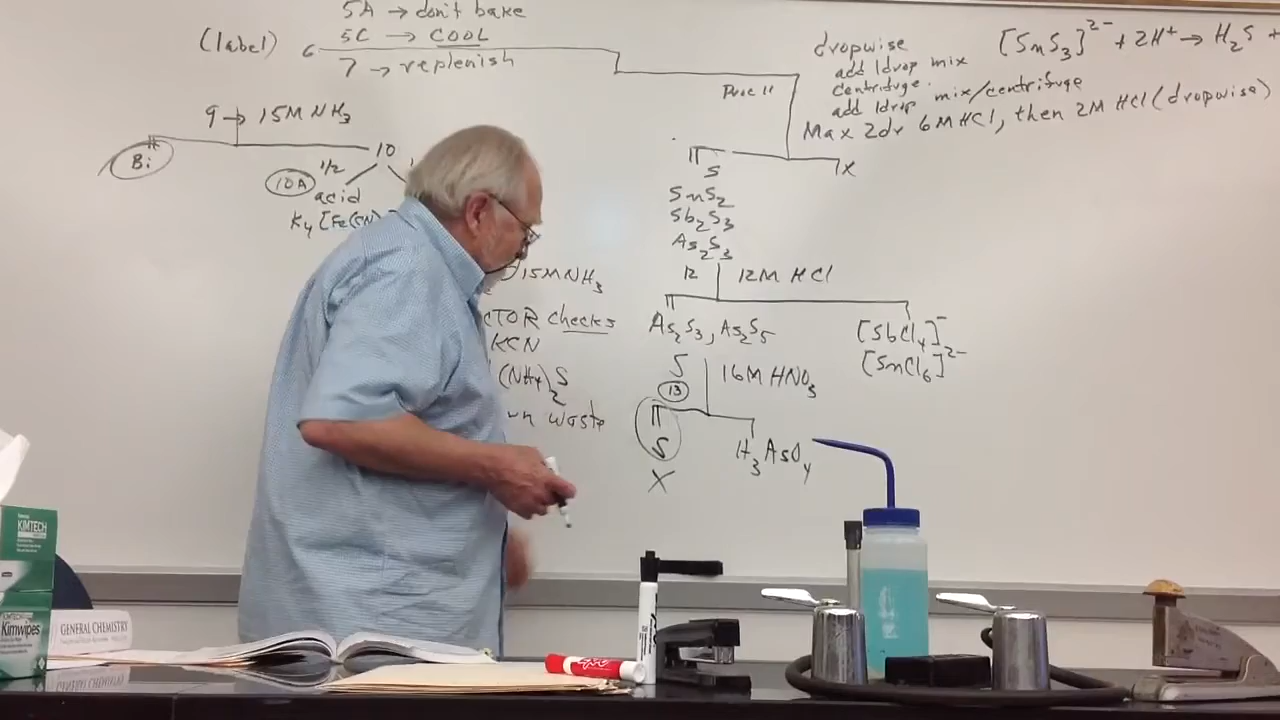 5A → don't bake
5C → COOL
(label) 6
7 → replenish
dropwise
add 1drop mix
centrifuge.
add 1drop mix/centrifuge
Max 2dr 6M HCl, then 2M HCl (dropwise)
[SnS3]2- + 2H+ → H2S +
Proc 11
9 → 15M NH3
Bi
10
1/2
10A
acid
K4[Fe(CN)
S
X
SnS2
Sb2S3
As2S3
12 12M HCl
As2S3, As2S5
[SbCl4]-
[SnCl6]2-
S
16M HNO3
13
S
H3AsO4
X
15M NH3
CTOR checks
KCN
(NH4)2S
wn waste
KIMTECH
Kimwipes
GENERAL CHEMISTRY